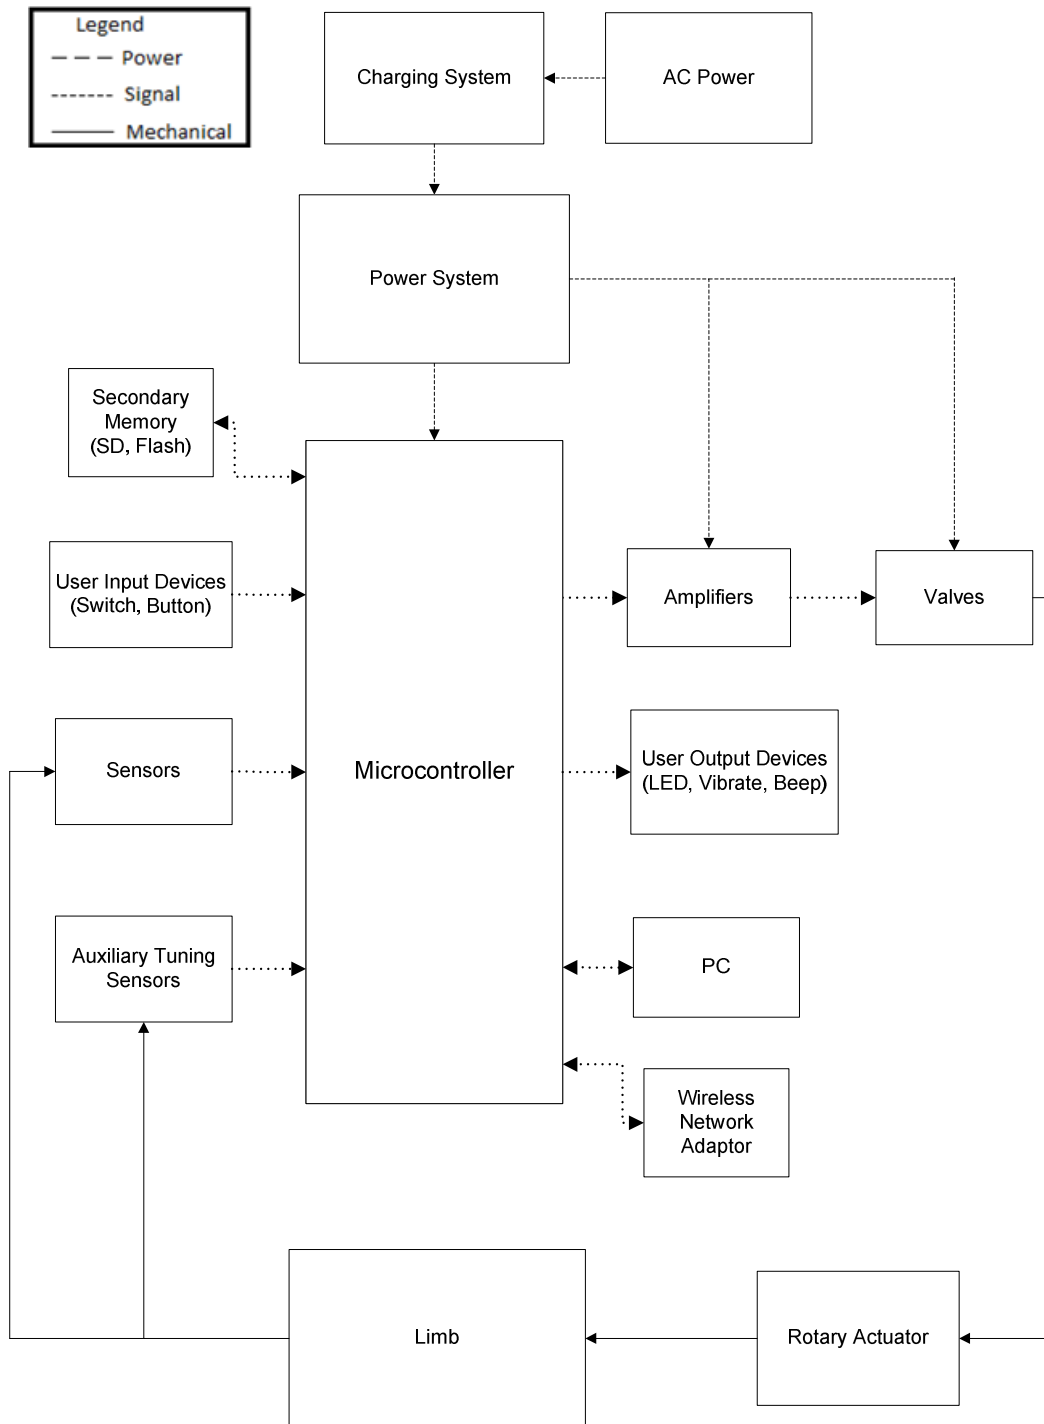 Legend
Power
Signal
Mechanical
Charging System
AC Power
Power System
Secondary
Memory
(SD, Flash)
User Input Devices
(Switch, Button)
Amplifiers
Valves
Sensors
Microcontroller
User Output Devices
(LED, Vibrate, Beep)
Auxiliary Tuning
Sensors
PC
Wireless
Network
Adaptor
Limb
Rotary Actuator